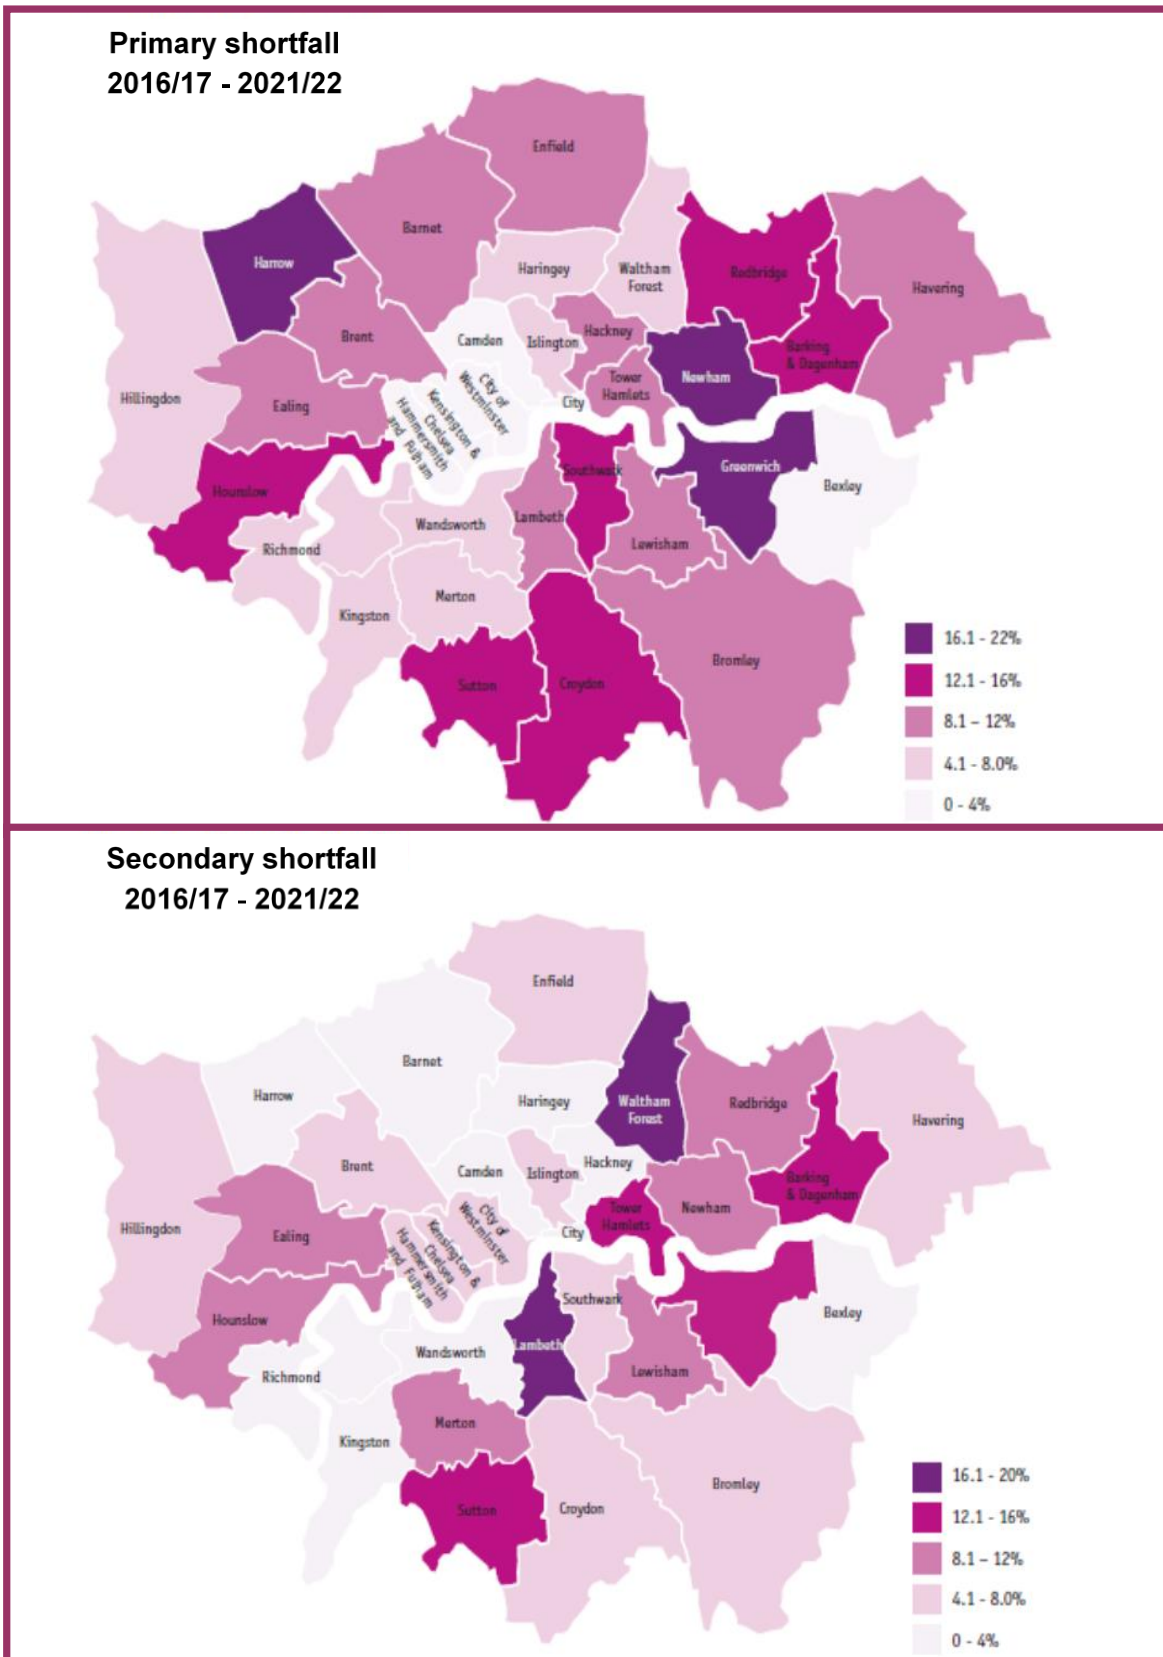 Primary shortfall
2016/17 - 2021/22
Enfield
Barnet
Harrow
Haringey
Waltham
Forest
Redbridge
Havering
Brent
Camden
Islington
Hackney
Barking
& Dagenham
Hillingdon
Ealing
City of
Westminster
Kensington &
Chelsea
Hammersmith
and Fulham
City
Tower
Hamlets
Newham
Hounslow
Southwark
Greenwich
Bexley
Richmond
Wandsworth
Lambeth
Lewisham
Kingston
Merton
Sutton
Croydon
Bromley
16.1 - 22%
12.1 - 16%
8.1 – 12%
4.1 - 8.0%
0 - 4%
Secondary shortfall
2016/17 - 2021/22
Enfield
Barnet
Harrow
Haringey
Waltham
Forest
Redbridge
Havering
Brent
Camden
Islington
Hackney
Barking
& Dagenham
Hillingdon
Ealing
City of
Westminster
Kensington &
Chelsea
Hammersmith
and Fulham
City
Tower
Hamlets
Newham
Hounslow
Southwark
Bexley
Richmond
Wandsworth
Lambeth
Lewisham
Kingston
Merton
Sutton
Croydon
Bromley
16.1 - 20%
12.1 - 16%
8.1 – 12%
4.1 - 8.0%
0 - 4%